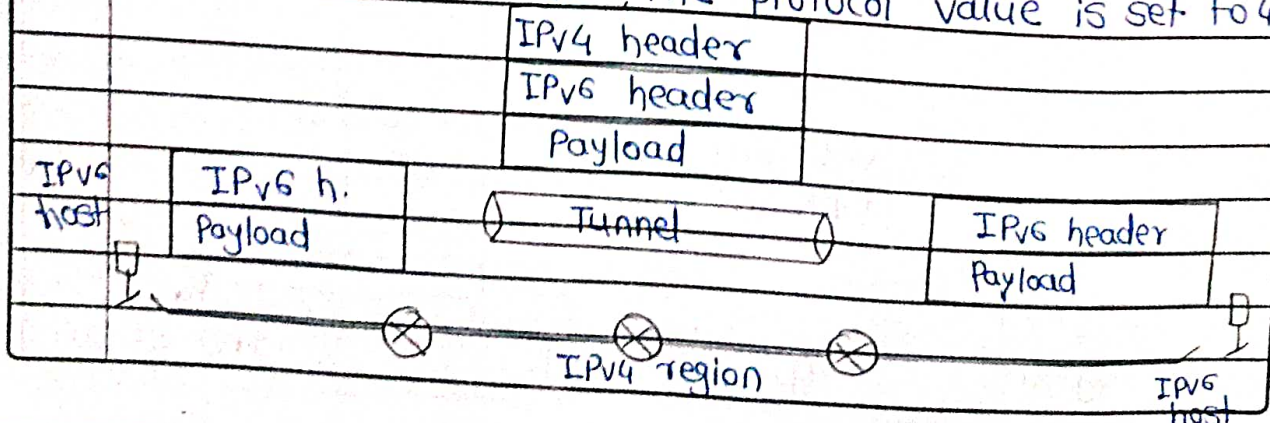 Protocol value is set to 4
IPv4 header
IPv6 header
Payload
IPv6
host
IPv6 h.
Payload
Tunnel
IPv6 header
Payload
IPv4 region
IPv6
host